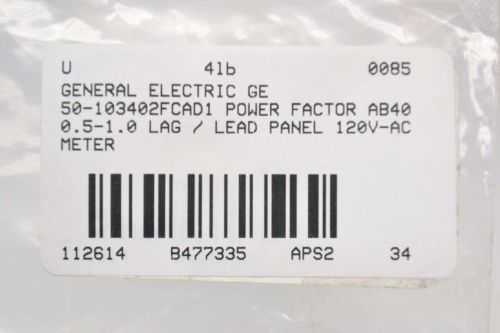 U 4lb 0085
GENERAL ELECTRIC GE
50-103402FCAD1 POWER FACTOR AB40
0.5-1.0 LAG / LEAD PANEL 120V-AC
METER
112614 B477335 APS2 34